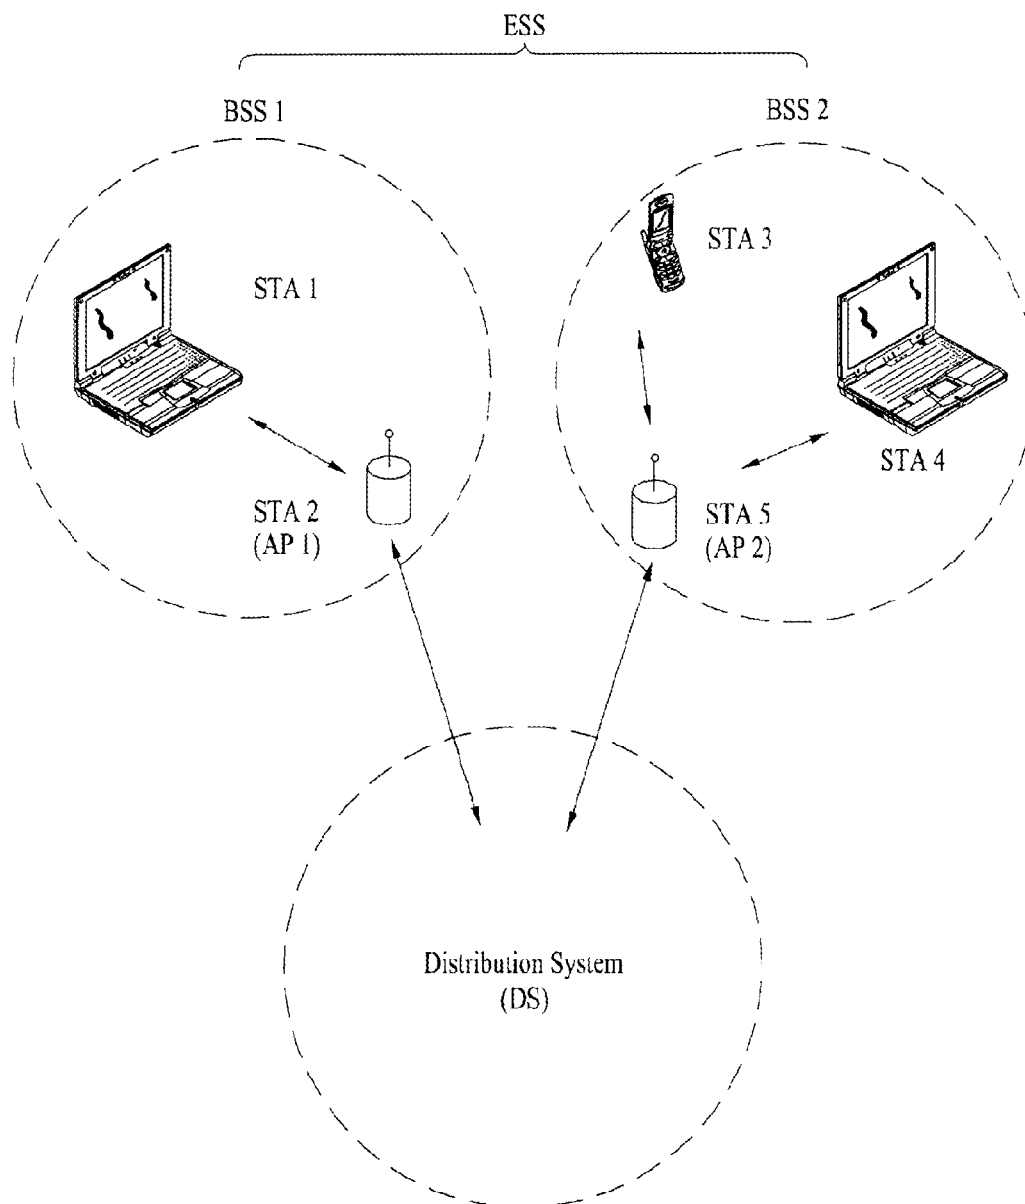 ESS
BSS 1
BSS 2
STA 3
STA 1
STA 4
STA 2
(AP 1)
STA 5
(AP 2)
Distribution System
(DS)